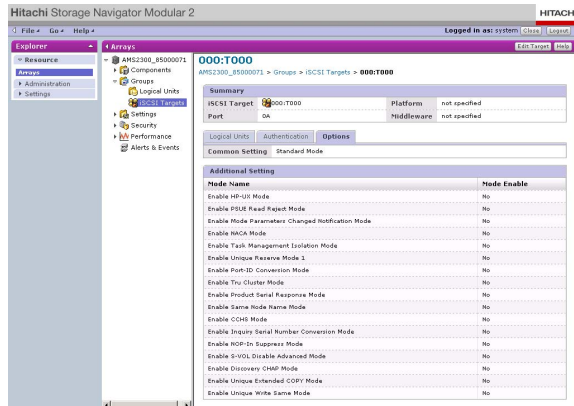 Hitachi Storage Navigator Modular 2
HITACHI
File Go Help
Logged in as: system Close Logout
Explorer
Resource
Arrays
Administration
Settings
Arrays
Edit Target Help
AMS2300_85000071
Components
Groups
Logical Units
iSCSI Targets
Settings
Security
Performance
Alerts & Events
000:T000
AMS2300_85000071 > Groups > iSCSI Targets > 000:T000
Summary
iSCSI Target 000:T000 Platform not specified
Port 0A Middleware not specified
Logical Units Authentication Options
Common Setting Standard Mode
Additional Setting
Mode Name Mode Enable
Enable HP-UX Mode No
Enable PSUE Read Reject Mode No
Enable Mode Parameters Changed Notification Mode No
Enable NACA Mode No
Enable Task Management Isolation Mode No
Enable Unique Reserve Mode 1 No
Enable Port-ID Conversion Mode No
Enable Tru Cluster Mode No
Enable Product Serial Response Mode No
Enable Same Node Name Mode No
Enable CCHS Mode No
Enable Inquiry Serial Number Conversion Mode No
Enable NOP-In Suppress Mode No
Enable S-VOL Disable Advanced Mode No
Enable Discovery CHAP Mode No
Enable Unique Extended COPY Mode No
Enable Unique Write Same Mode No